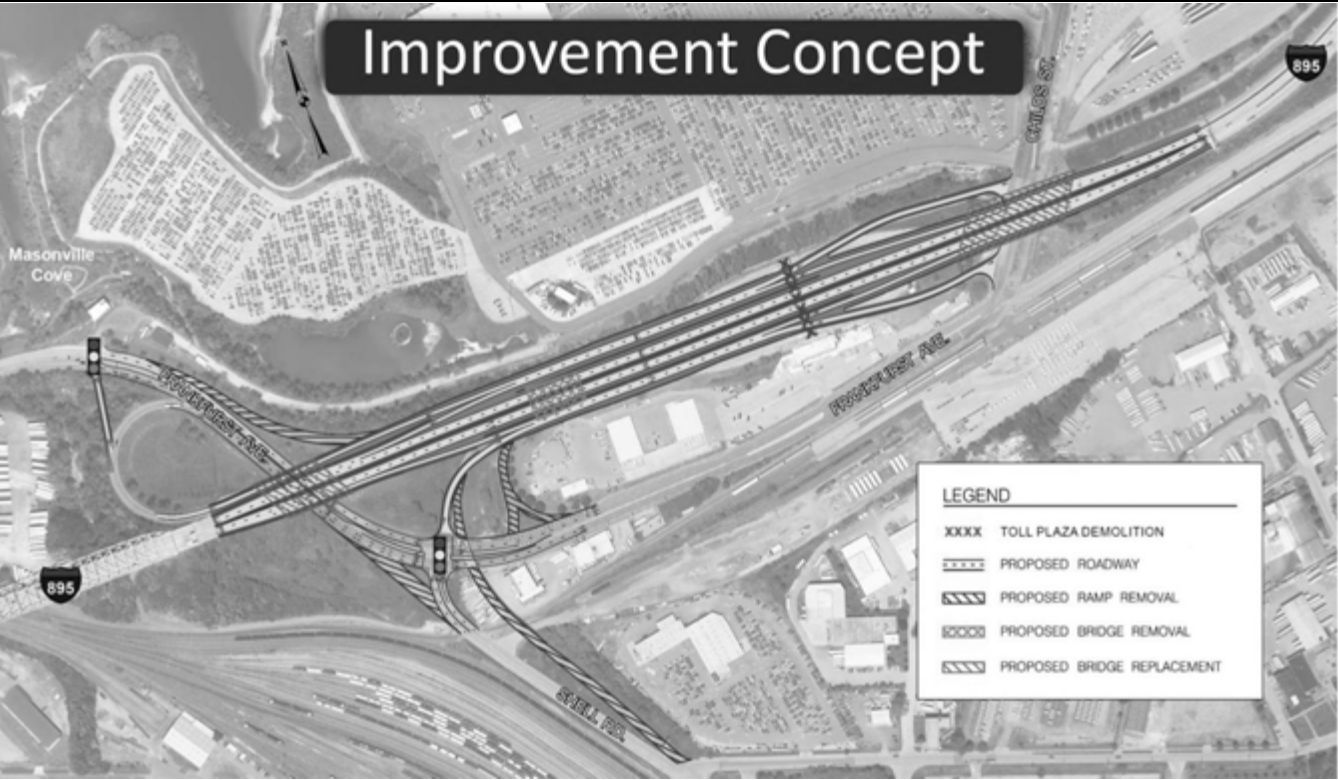 Improvement Concept
895
CHILDS ST.
Masonville
Cove
FRANKFURST AVE.
FRANKFURST AVE.
895
SHELL RD.
LEGEND
XXXX TOLL PLAZA DEMOLITION
PROPOSED ROADWAY
PROPOSED RAMP REMOVAL
PROPOSED BRIDGE REMOVAL
PROPOSED BRIDGE REPLACEMENT